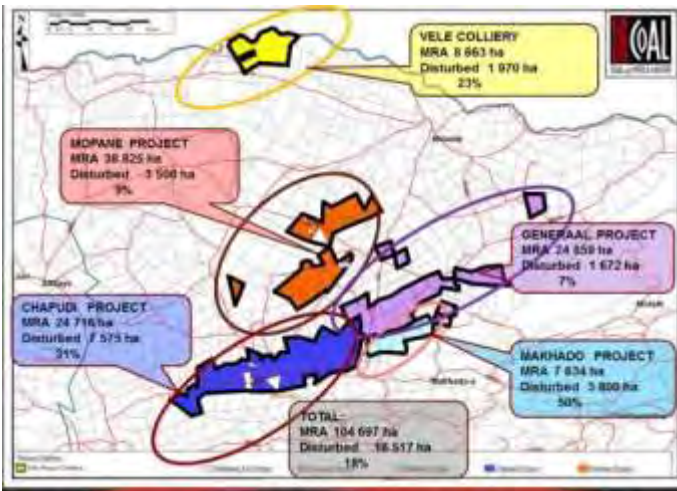 COAL
VELE COLLIERY
MRA 8 663 ha
Disturbed 1 970 ha
23%
MOPANE PROJECT
MRA 38 825 ha
Disturbed 3 500 ha
9%
GENERAAL PROJECT
MRA 24 859 ha
Disturbed 1 672 ha
7%
CHAPUDI PROJECT
MRA 24 716 ha
Disturbed 7 575 ha
31%
MAKHADO PROJECT
MRA 7 634 ha
Disturbed 3 800 ha
50%
TOTAL
MRA 104 697 ha
Disturbed 18 517 ha
18%